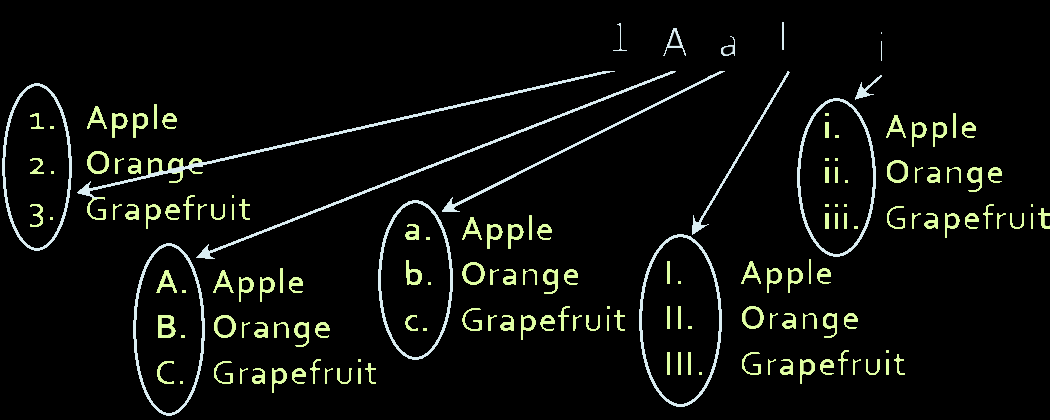 1 A a I i
1. Apple
2. Orange
3. Grapefruit
A. Apple
B. Orange
C. Grapefruit
a. Apple
b. Orange
c. Grapefruit
I. Apple
II. Orange
III. Grapefruit
i. Apple
ii. Orange
iii. Grapefruit